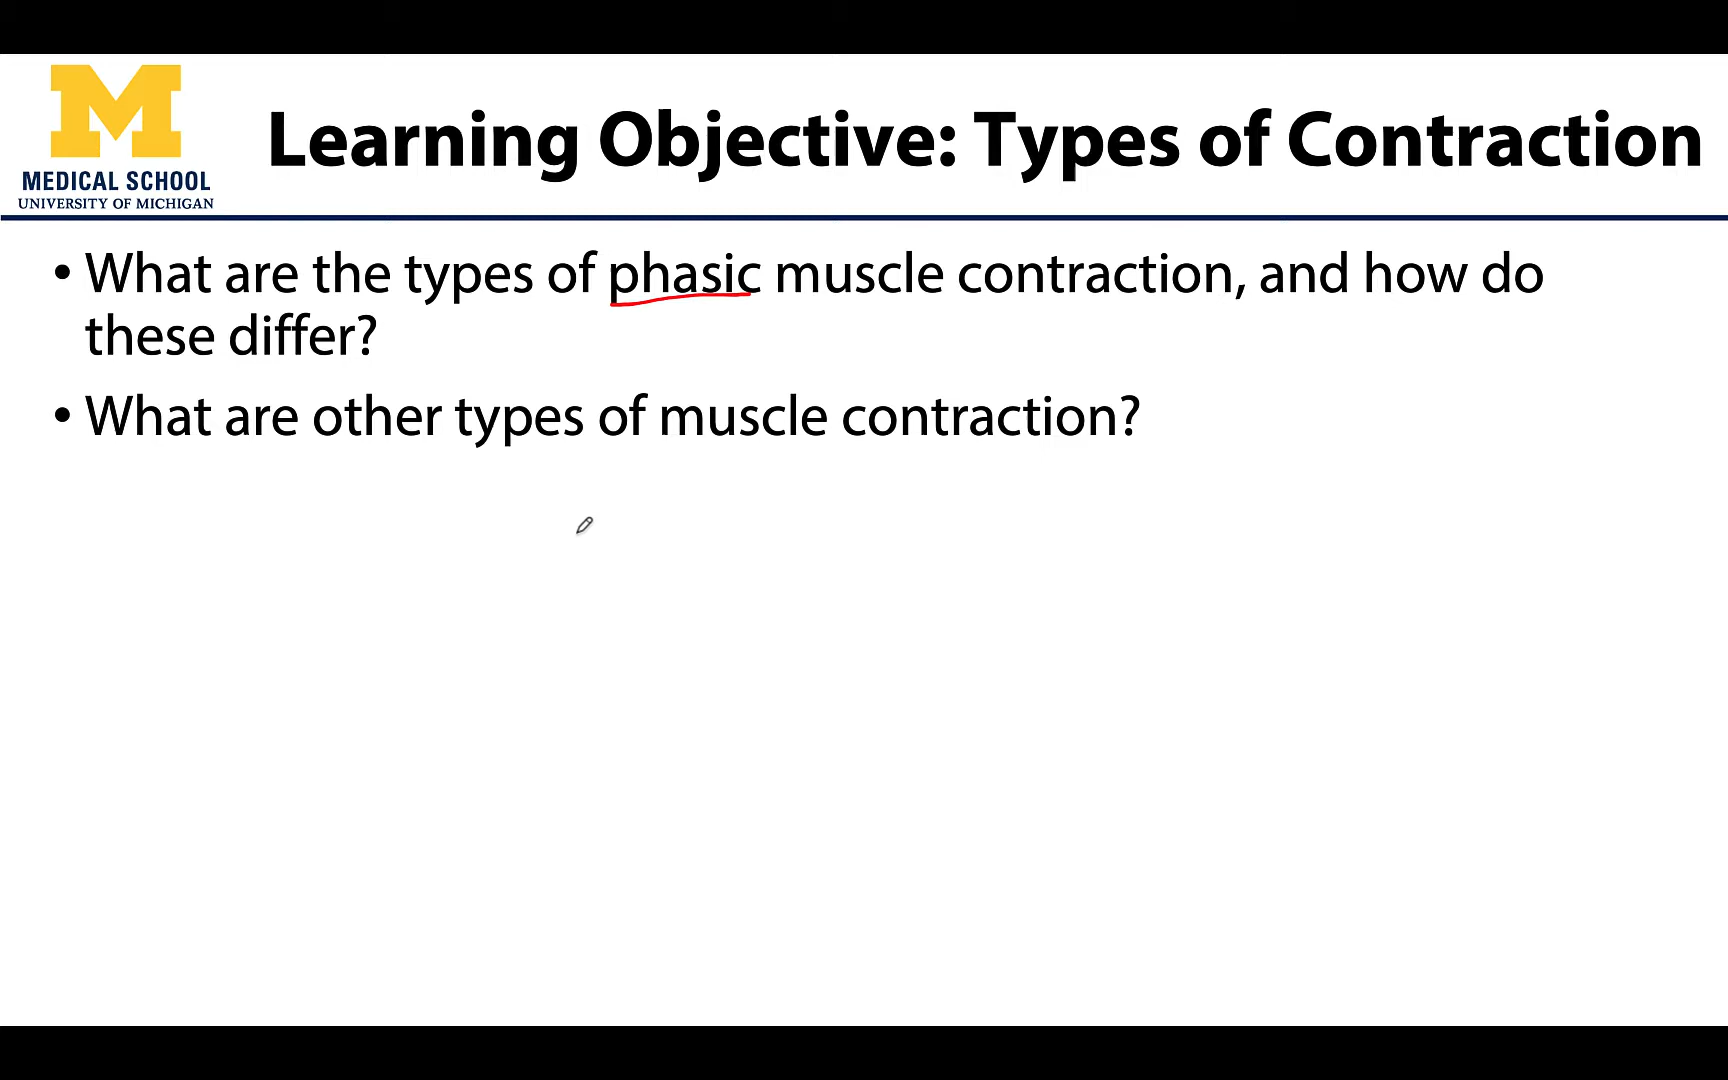 M
MEDICAL SCHOOL
UNIVERSITY OF MICHIGAN
Learning Objective: Types of Contraction
• What are the types of phasic muscle contraction, and how do
these differ?
• What are other types of muscle contraction?